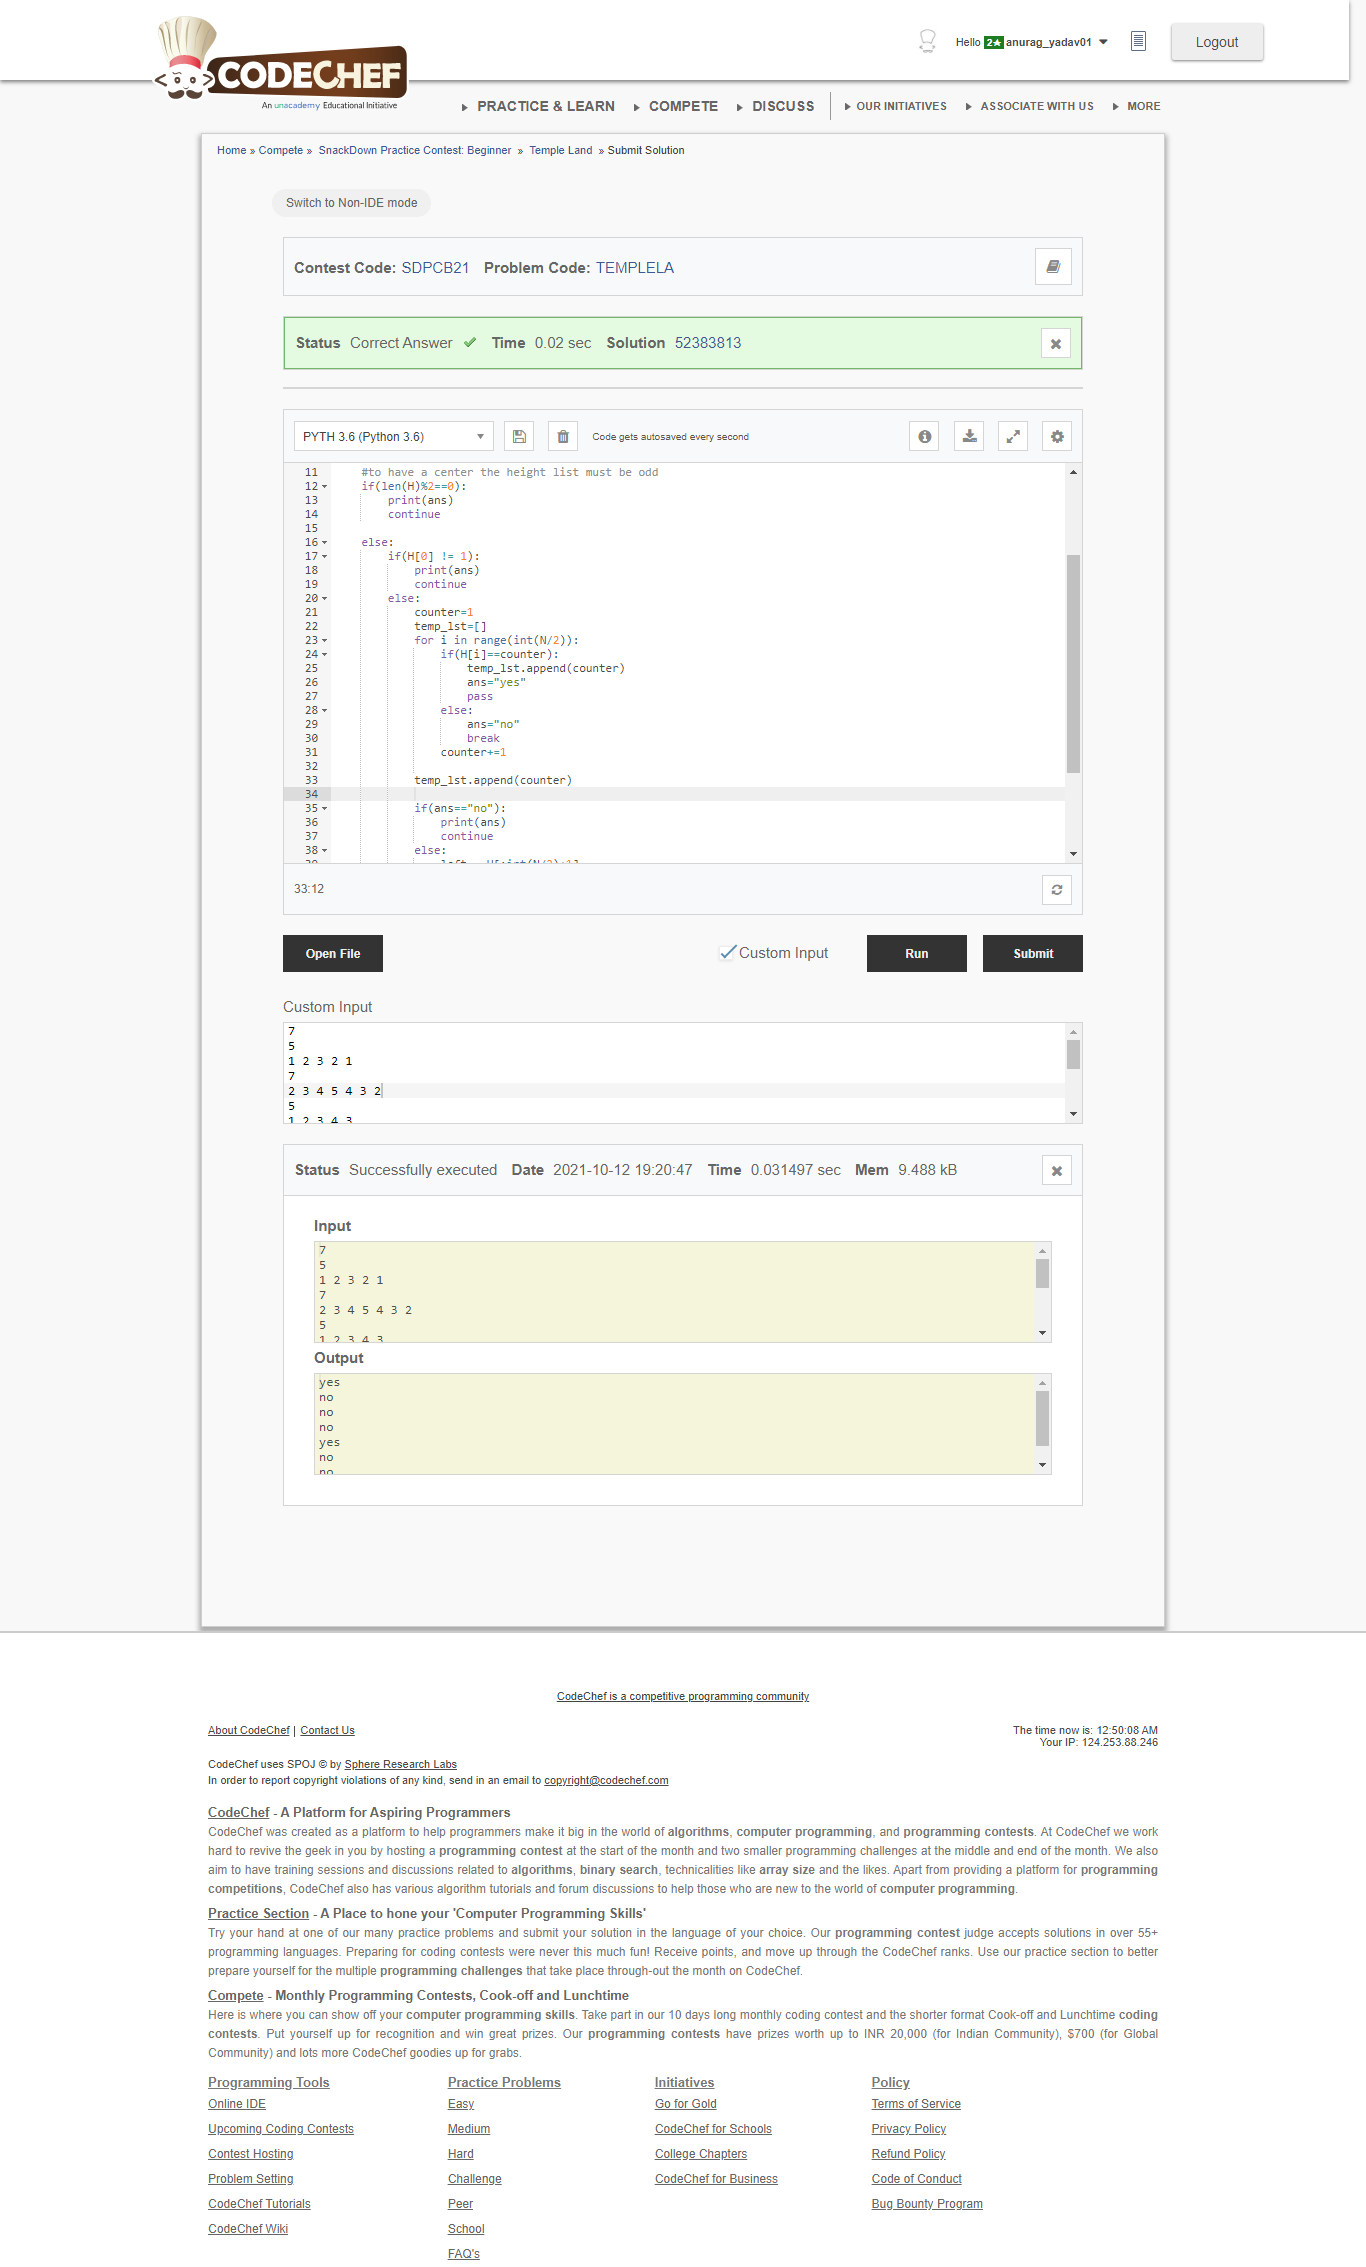 CODECHEF
An unacademy Educational Initiative
Hello 2★ anurag_yadav01
Logout
PRACTICE & LEARN COMPETE DISCUSS OUR INITIATIVES ASSOCIATE WITH US MORE
Home » Compete » SnackDown Practice Contest: Beginner » Temple Land » Submit Solution
Switch to Non-IDE mode
Contest Code: SDPCB21 Problem Code: TEMPLELA
Status Correct Answer Time 0.02 sec Solution 52383813
PYTH 3.6 (Python 3.6) Code gets autosaved every second
11 #to have a center the height list must be odd
12 if(len(H)%2==0):
13 print(ans)
14 continue
15
16 else:
17 if(H[0] != 1):
18 print(ans)
19 continue
20 else:
21 counter=1
22 temp_lst=[]
23 for i in range(int(N/2)):
24 if(H[i]==counter):
25 temp_lst.append(counter)
26 ans="yes"
27 pass
28 else:
29 ans="no"
30 break
31 counter+=1
32
33 temp_lst.append(counter)
34
35 if(ans=="no"):
36 print(ans)
37 continue
38 else:
33:12
Open File Custom Input Run Submit
Custom Input
7
5
1 2 3 2 1
7
2 3 4 5 4 3 2
5
1 2 3 4 3
Status Successfully executed Date 2021-10-12 19:20:47 Time 0.031497 sec Mem 9.488 kB
Input
7
5
1 2 3 2 1
7
2 3 4 5 4 3 2
5
1 2 3 4 3
Output
yes
no
no
no
yes
no
no
CodeChef is a competitive programming community
About CodeChef | Contact Us
The time now is: 12:50:08 AM
Your IP: 124.253.88.246
CodeChef uses SPOJ © by Sphere Research Labs
In order to report copyright violations of any kind, send in an email to copyright@codechef.com
CodeChef - A Platform for Aspiring Programmers
CodeChef was created as a platform to help programmers make it big in the world of algorithms, computer programming, and programming contests. At CodeChef we work
hard to revive the geek in you by hosting a programming contest at the start of the month and two smaller programming challenges at the middle and end of the month. We also
aim to have training sessions and discussions related to algorithms, binary search, technicalities like array size and the likes. Apart from providing a platform for programming
competitions, CodeChef also has various algorithm tutorials and forum discussions to help those who are new to the world of computer programming.
Practice Section - A Place to hone your 'Computer Programming Skills'
Try your hand at one of our many practice problems and submit your solution in the language of your choice. Our programming contest judge accepts solutions in over 55+
programming languages. Preparing for coding contests were never this much fun! Receive points, and move up through the CodeChef ranks. Use our practice section to better
prepare yourself for the multiple programming challenges that take place through-out the month on CodeChef.
Compete - Monthly Programming Contests, Cook-off and Lunchtime
Here is where you can show off your computer programming skills. Take part in our 10 days long monthly coding contest and the shorter format Cook-off and Lunchtime coding
contests. Put yourself up for recognition and win great prizes. Our programming contests have prizes worth up to INR 20,000 (for Indian Community), $700 (for Global
Community) and lots more CodeChef goodies up for grabs.
Programming Tools Practice Problems Initiatives Policy
Online IDE Easy Go for Gold Terms of Service
Upcoming Coding Contests Medium CodeChef for Schools Privacy Policy
Contest Hosting Hard College Chapters Refund Policy
Problem Setting Challenge CodeChef for Business Code of Conduct
CodeChef Tutorials Peer Bug Bounty Program
CodeChef Wiki School
FAQ's